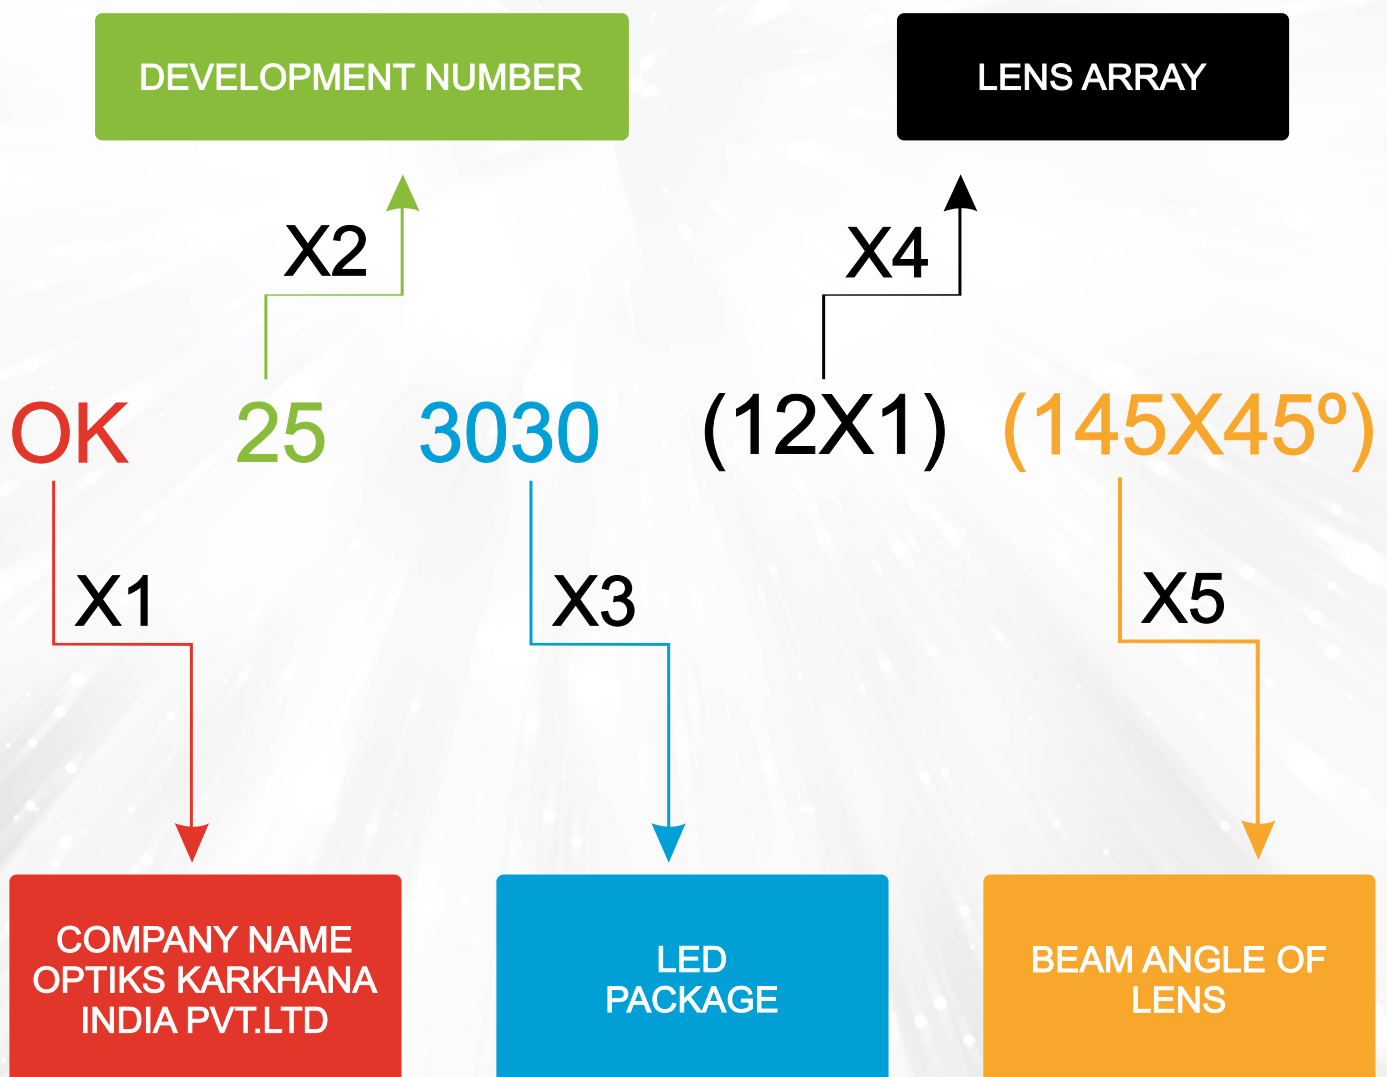 DEVELOPMENT NUMBER
LENS ARRAY
X2
X4
OK 25 3030 (12X1) (145X45º)
X1
X3
X5
COMPANY NAME
OPTIKS KARKHANA
INDIA PVT.LTD
LED
PACKAGE
BEAM ANGLE OF
LENS